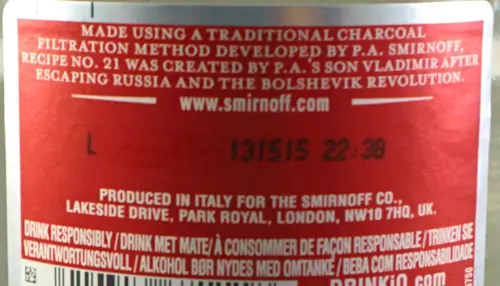 MADE USING A TRADITIONAL CHARCOAL
FILTRATION METHOD DEVELOPED BY P.A. SMIRNOFF,
RECIPE NO. 21 WAS CREATED BY P.A.'S SON VLADIMIR AFTER
ESCAPING RUSSIA AND THE BOLSHEVIK REVOLUTION.
www.smirnoff.com
L 131515 22:38
PRODUCED IN ITALY FOR THE SMIRNOFF CO.,
LAKESIDE DRIVE, PARK ROYAL, LONDON, NW10 7HQ, UK.
DRINK RESPONSIBLY / DRINK MET MATE / À CONSOMMER DE FAÇON RESPONSABLE / TRINKEN SIE
VERANTWORTUNGSVOLL / ALKOHOL BØR NYDES MED OMTANKE / BEBA COM RESPONSABILIDADE
DRINKiQ.com